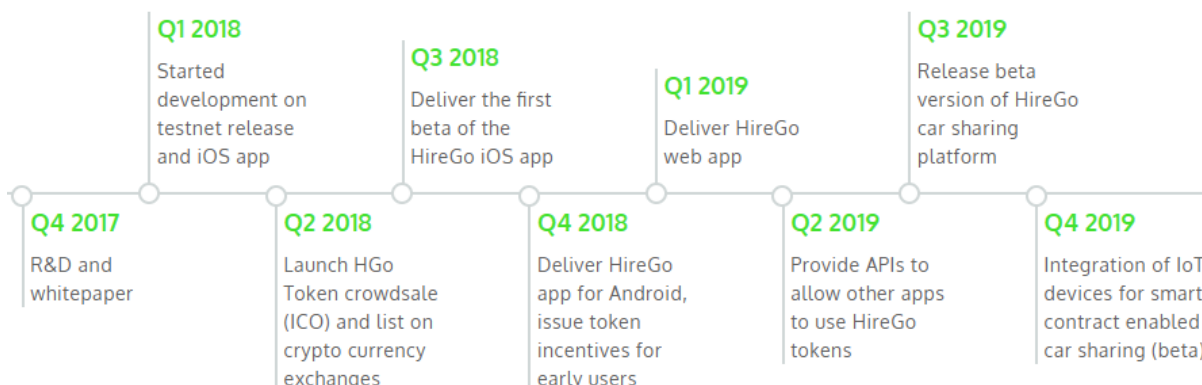 Q1 2018
Started
development on
testnet release
and iOS app
Q3 2018
Deliver the first
beta of the
HireGo iOS app
Q1 2019
Deliver HireGo
web app
Q3 2019
Release beta
version of HireGo
car sharing
platform
Q4 2017
R&D and
whitepaper
Q2 2018
Launch HGo
Token crowdsale
(ICO) and list on
crypto currency
exchanges
Q4 2018
Deliver HireGo
app for Android,
issue token
incentives for
early users
Q2 2019
Provide APIs to
allow other apps
to use HireGo
tokens
Q4 2019
Integration of IoT
devices for smart
contract enabled
car sharing (beta)